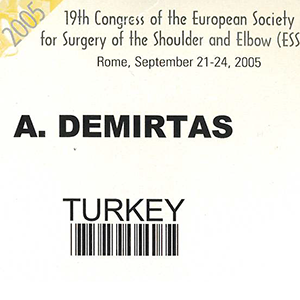 2005
19th Congress of the European Society
for Surgery of the Shoulder and Elbow (ESS
Rome, September 21-24, 2005
A. DEMIRTAS
TURKEY